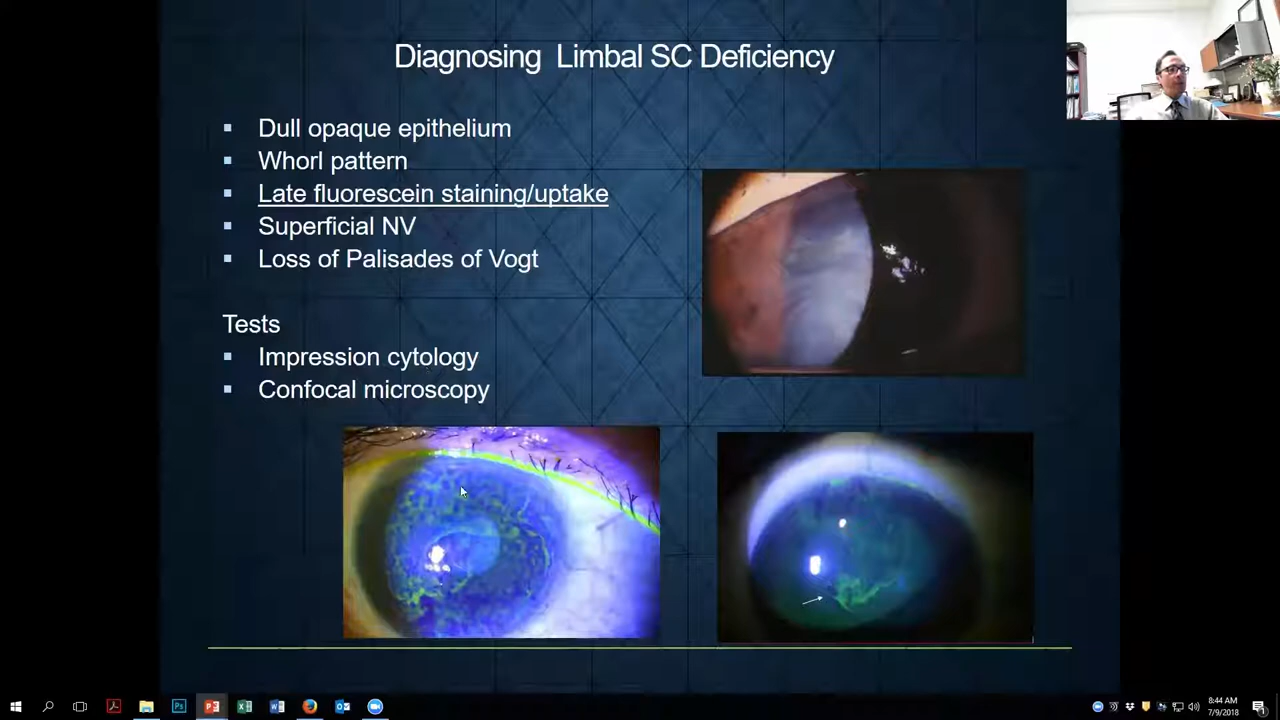 Diagnosing Limbal SC Deficiency
▪ Dull opaque epithelium
▪ Whorl pattern
▪ Late fluorescein staining/uptake
▪ Superficial NV
▪ Loss of Palisades of Vogt
Tests
▪ Impression cytology
▪ Confocal microscopy
8:44 AM
7/9/2018